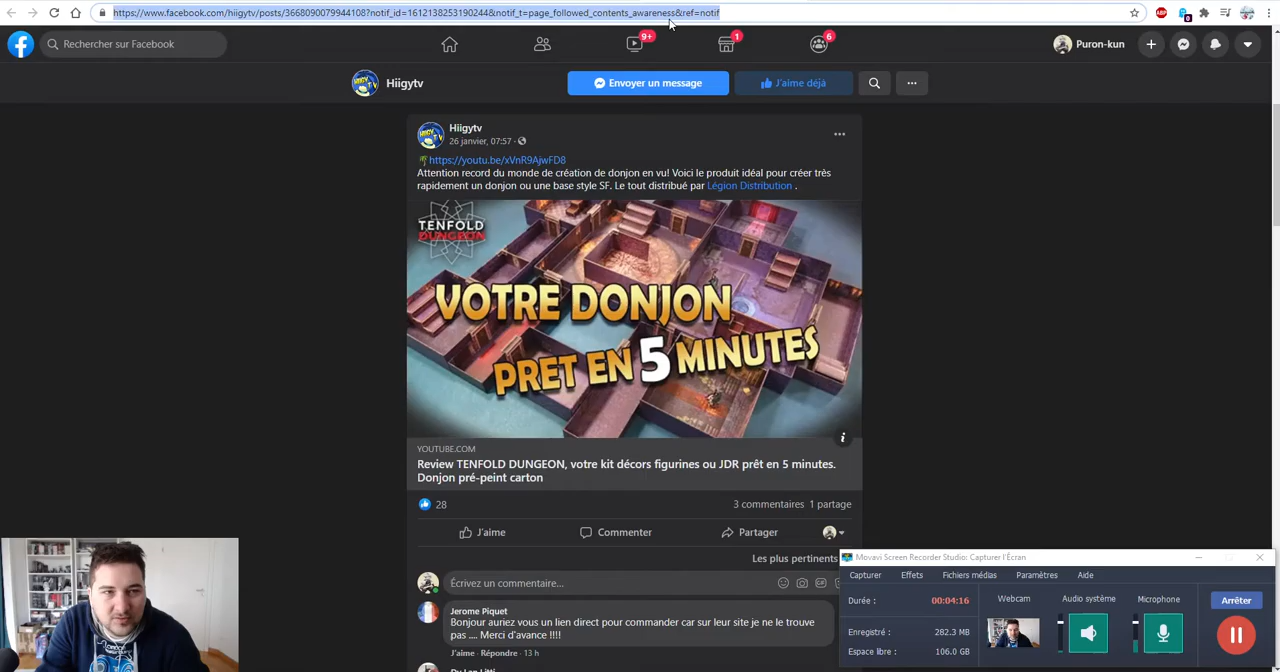 https://www.facebook.com/hiigytv/posts/3668090079944108?notif_id=1612138253190244&notif_t=page_followed_contents_awareness&ref=notif
ABP
6
Rechercher sur Facebook
9+
1
6
Puron-kun
Hiigytv
Envoyer un message
J'aime déjà
Hiigytv
26 janvier, 07:57 ·
https://youtu.be/xVnR9AjwFD8
Attention record du monde de création de donjon en vu! Voici le produit idéal pour créer très
rapidement un donjon ou une base style SF. Le tout distribué par Légion Distribution .
TENFOLD
DUNGEON
VOTRE DONJON
PRET EN 5 MINUTES
YOUTUBE.COM
Review TENFOLD DUNGEON, votre kit décors figurines ou JDR prêt en 5 minutes.
Donjon pré-peint carton
28
3 commentaires 1 partage
J'aime
Commenter
Partager
Les plus pertinents
Écrivez un commentaire...
GIF
Jerome Piquet
Bonjour auriez vous un lien direct pour commander car sur leur site je ne le trouve
pas .... Merci d'avance !!!!
J'aime · Répondre · 13 h
Movavi Screen Recorder Studio: Capturer l'Écran
Capturer
Effets
Fichiers médias
Paramètres
Aide
Durée :
00:04:16
Webcam
Audio système
Microphone
Arrêter
Enregistré :
282.3 MB
Espace libre :
106.0 GB